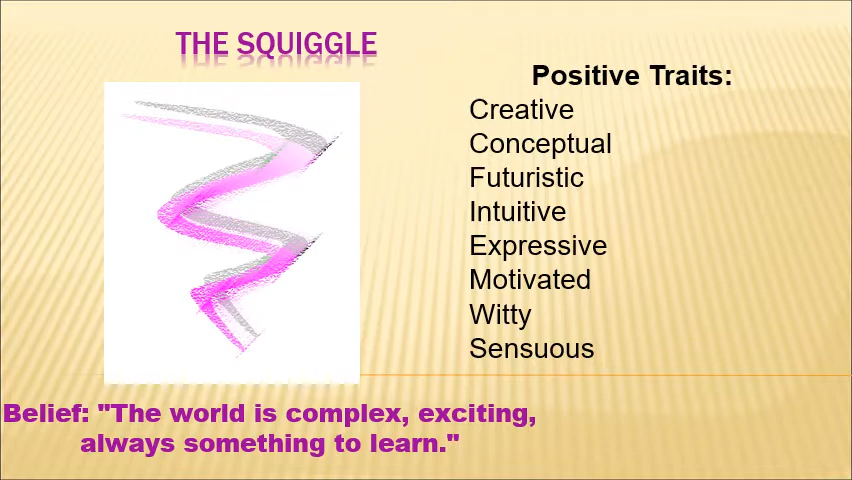 THE SQUIGGLE
Positive Traits:
Creative
Conceptual
Futuristic
Intuitive
Expressive
Motivated
Witty
Sensuous
Belief: "The world is complex, exciting,
always something to learn."